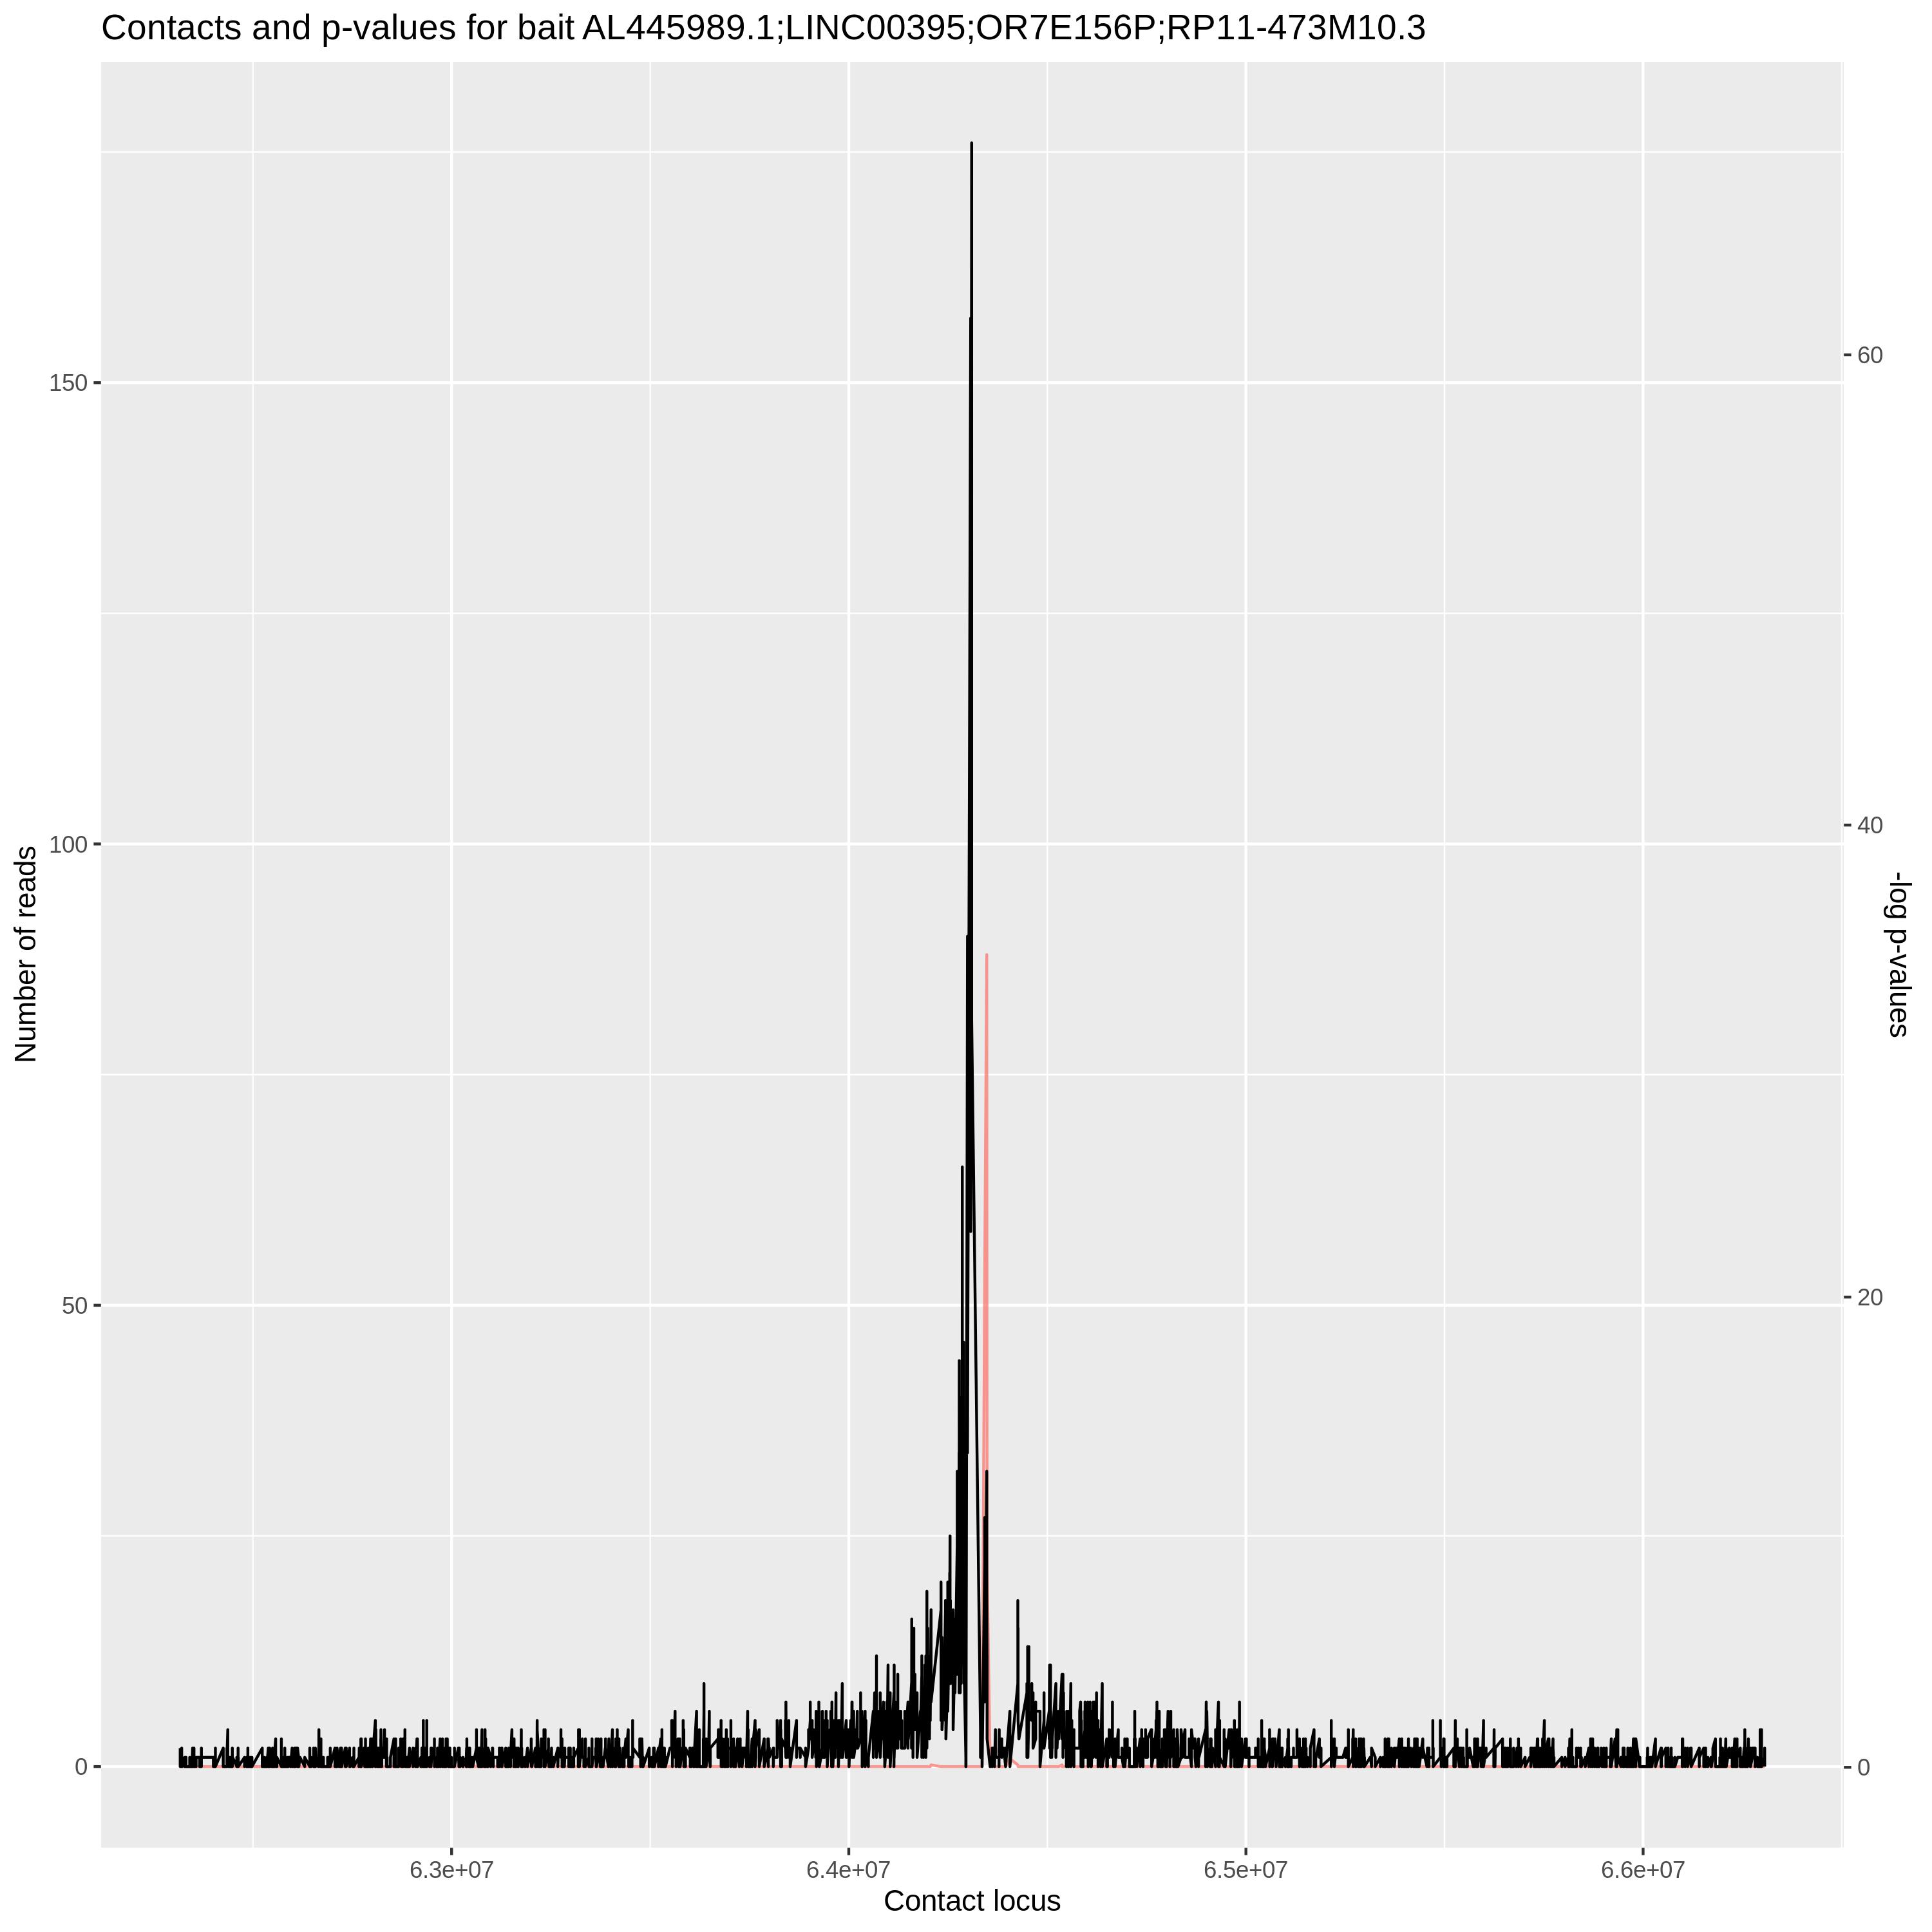 Contacts and p-values for bait AL445989.1;LINC00395;OR7E156P;RP11-473M10.3
150
100
50
0
Number of reads
60
40
20
0
-log p-values
6.3e+07
6.4e+07
6.5e+07
6.6e+07
Contact locus